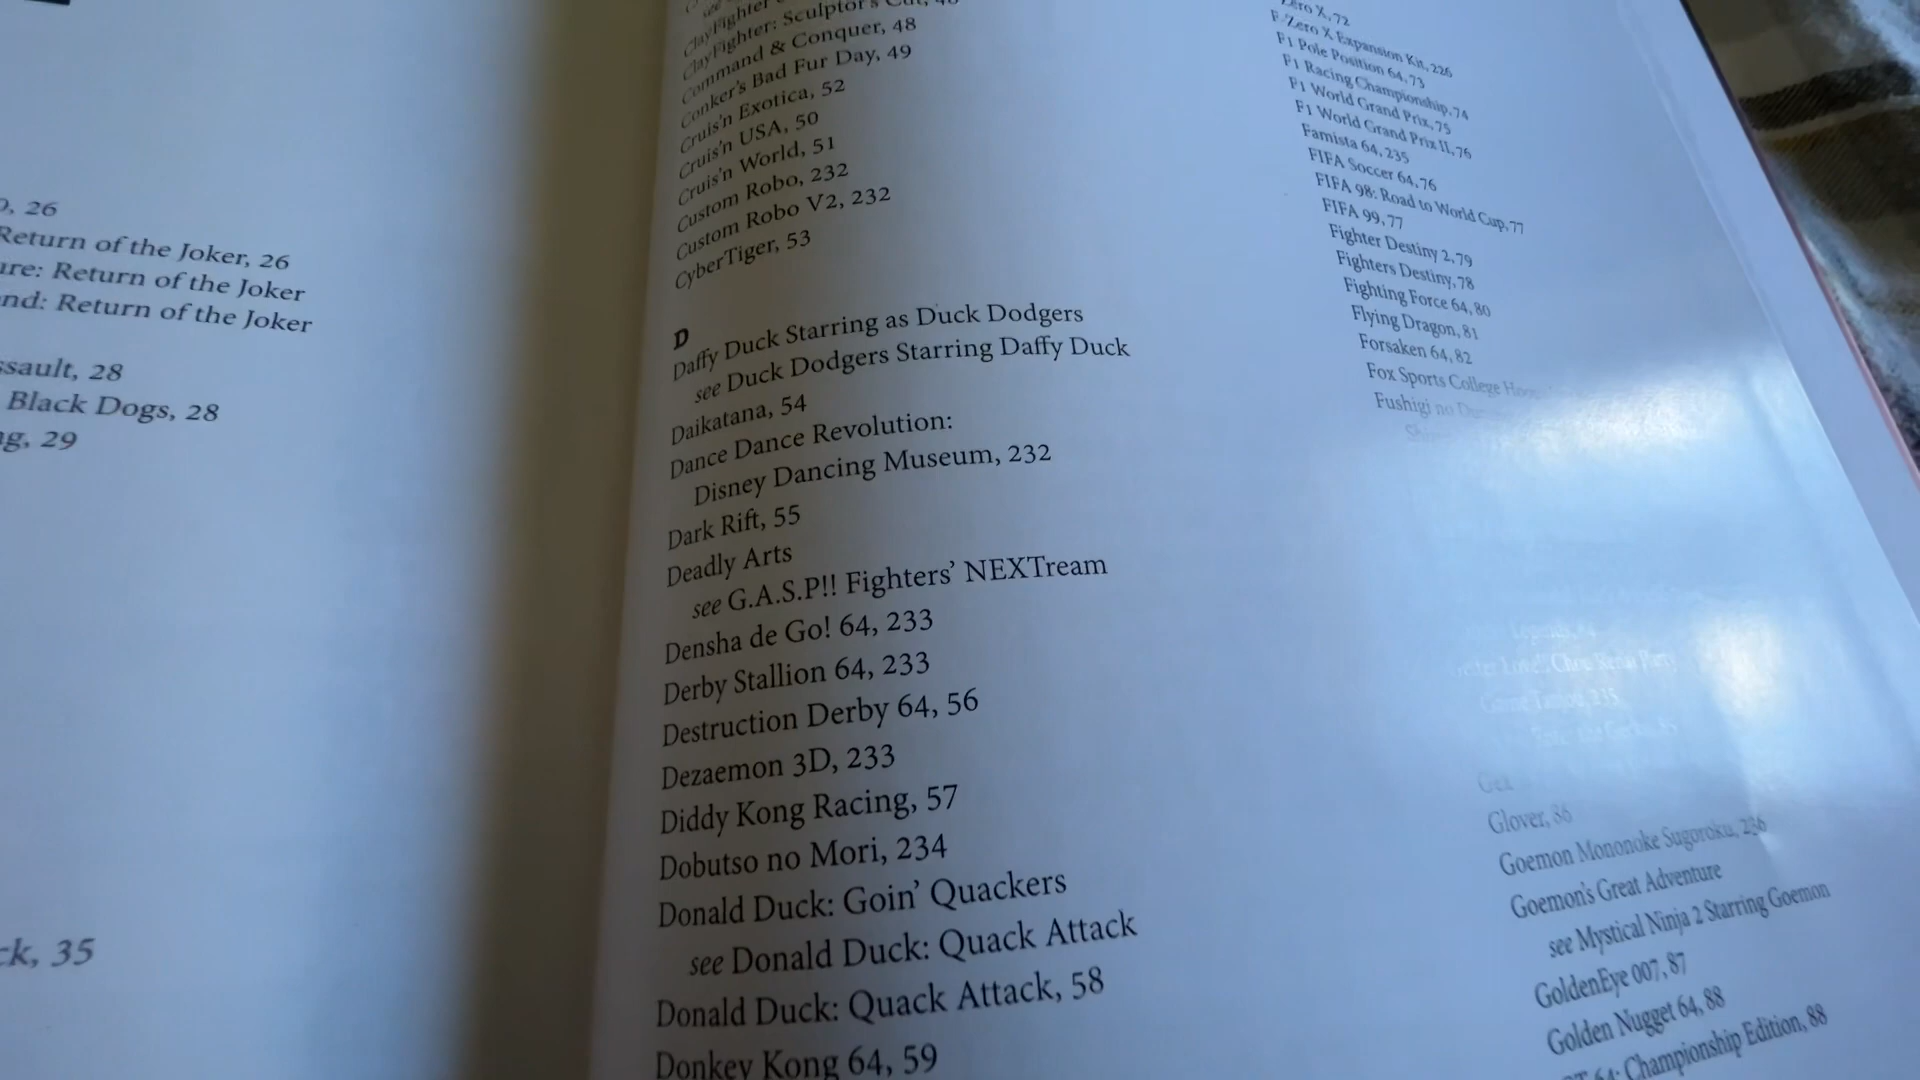 , 26
Return of the Joker, 26
ure: Return of the Joker
nd: Return of the Joker
ssault, 28
Black Dogs, 28
g, 29
ck, 35
see
ClayFighter
ClayFighter: Sculptor's Cut, 48
Command & Conquer, 48
Conker's Bad Fur Day, 49
Cruis'n Exotica, 52
Cruis'n USA, 50
Cruis'n World, 51
Custom Robo, 232
Custom Robo V2, 232
CyberTiger, 53
D
Daffy Duck Starring as Duck Dodgers
see Duck Dodgers Starring Daffy Duck
Daikatana, 54
Dance Dance Revolution:
Disney Dancing Museum, 232
Dark Rift, 55
Deadly Arts
see G.A.S.P!! Fighters' NEXTream
Densha de Go! 64, 233
Derby Stallion 64, 233
Destruction Derby 64, 56
Dezaemon 3D, 233
Diddy Kong Racing, 57
Dobutso no Mori, 234
Donald Duck: Goin' Quackers
see Donald Duck: Quack Attack
Donald Duck: Quack Attack, 58
Donkey Kong 64, 59
Zero X, 72
F-Zero X Expansion Kit, 226
F1 Pole Position 64, 73
F1 Racing Championship, 74
F1 World Grand Prix, 75
F1 World Grand Prix II, 76
Famista 64, 235
FIFA Soccer 64, 76
FIFA 98: Road to World Cup, 77
FIFA 99, 77
Fighter Destiny 2, 79
Fighters Destiny, 78
Fighting Force 64, 80
Flying Dragon, 81
Forsaken 64, 82
Fox Sports College
Fushigi no
Glover, 86
Goemon Mononoke Sugoroku, 236
Goemon's Great Adventure
see Mystical Ninja 2 Starring Goemon
GoldenEye 007, 87
Golden Nugget 64, 88
64: Championship Edition, 88